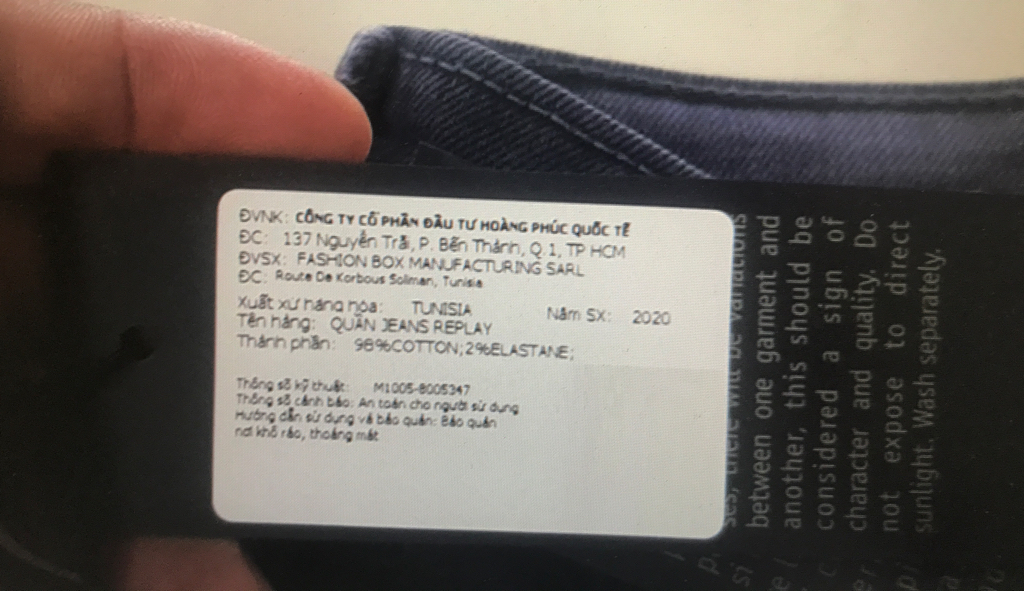 ĐVNK: CÔNG TY CỔ PHẦN ĐẦU TƯ HOÀNG PHÚC QUỐC TẾ
ĐC: 137 Nguyễn Trãi, P. Bến Thành, Q.1, TP HCM
ĐVSX: FASHION BOX MANUFACTURING SARL
ĐC: Route De Korbous Soliman, Tunisia
Xuất xứ hàng hóa: TUNISIA Năm SX: 2020
Tên hàng: QUẦN JEANS REPLAY
Thành phần: 98%COTTON;2%ELASTANE;
Thông số kỹ thuật: M1005-8005347
Thông số cảnh báo: An toàn cho người sử dụng
Hướng dẫn sử dụng và bảo quản: Bảo quản
nơi khô ráo, thoáng mát
there will be variations
between one garment and
another, this should be
considered a sign of
character and quality. Do
not expose to direct
sunlight. Wash separately.